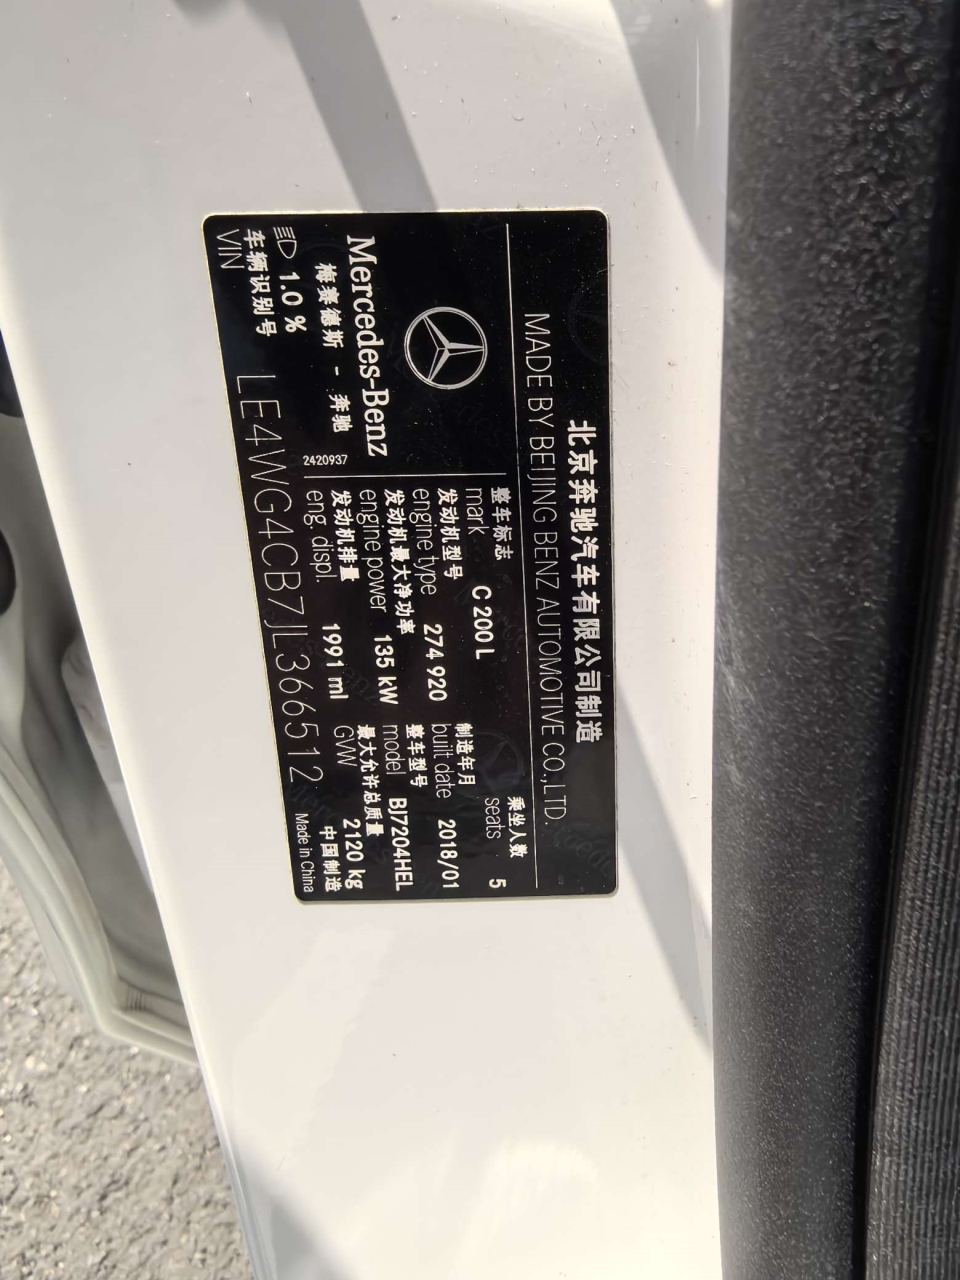 北京奔驰汽车有限公司制造
MADE BY BEIJING BENZ AUTOMOTIVE CO.,LTD.
Mercedes-Benz
梅赛德斯 - 奔驰
2420937
整车标志
mark C 200 L
乘坐人数
seats 5
发动机型号
engine type 274 920
制造年月
built date 2018/01
发动机最大净功率
engine power 135 kW
整车型号
model BJ7204HEL
发动机排量
eng. displ. 1991 ml
最大允许总质量
GVW 2120 kg
1.0 %
中国制造
Made in China
车辆识别号
VIN LE4WG4CB7JL366512